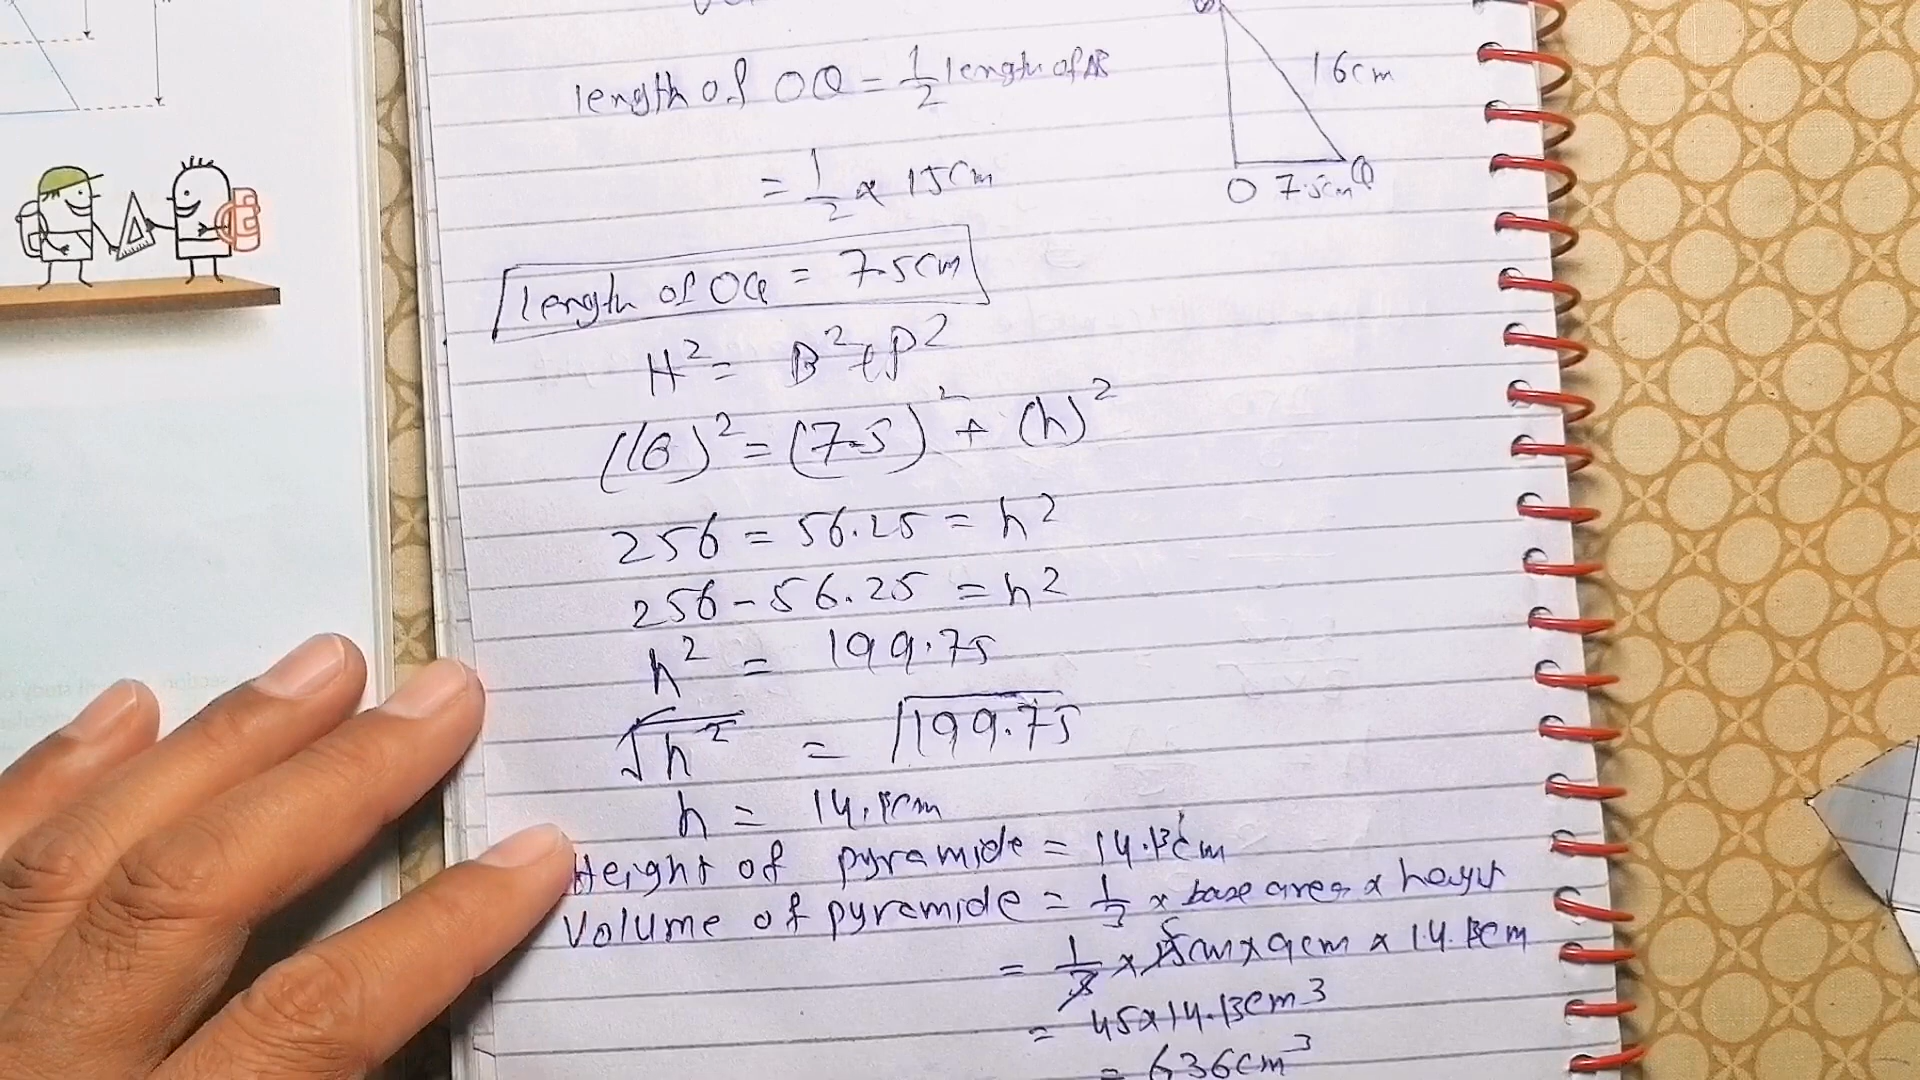 length of OQ = 1/2 length of AB
16cm
= 1/2 x 15cm
O 7.5cm Q
length of OQ = 7.5cm
H² = B² + P²
(16)² = (7.5)² + (h)²
256 = 56.25 = h²
256 - 56.25 = h²
h² = 199.75
√h² = √199.75
h = 14.13cm
Height of pyramide = 14.13cm
Volume of pyramide = 1/3 x base area x height
= 1/3 x 15cm x 9cm x 14.13cm
= 45 x 14.13cm³
= 636cm³